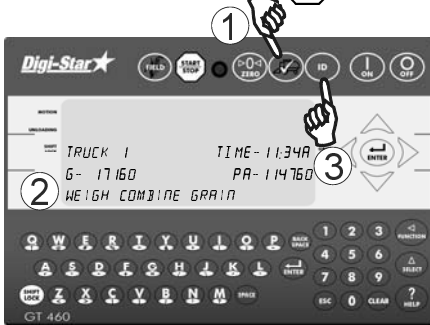 1
Digi-Star
FIELD
START STOP
>0< ZERO
ID
ON
OFF
MOTION
UNLOADING
SHIFT LOCK
TRUCK 1 TIME-11:34A
G- 17160 PA-114760
WEIGH COMBINE GRAIN
ENTER
3
2
Q W E R T Y U I O P BACK SPACE 1 2 3 FUNCTION
A S D F G H J K L ENTER 4 5 6 SELECT
7 8 9
SHIFT LOCK Z X C V B N M SPACE ESC 0 CLEAR ? HELP
GT 460